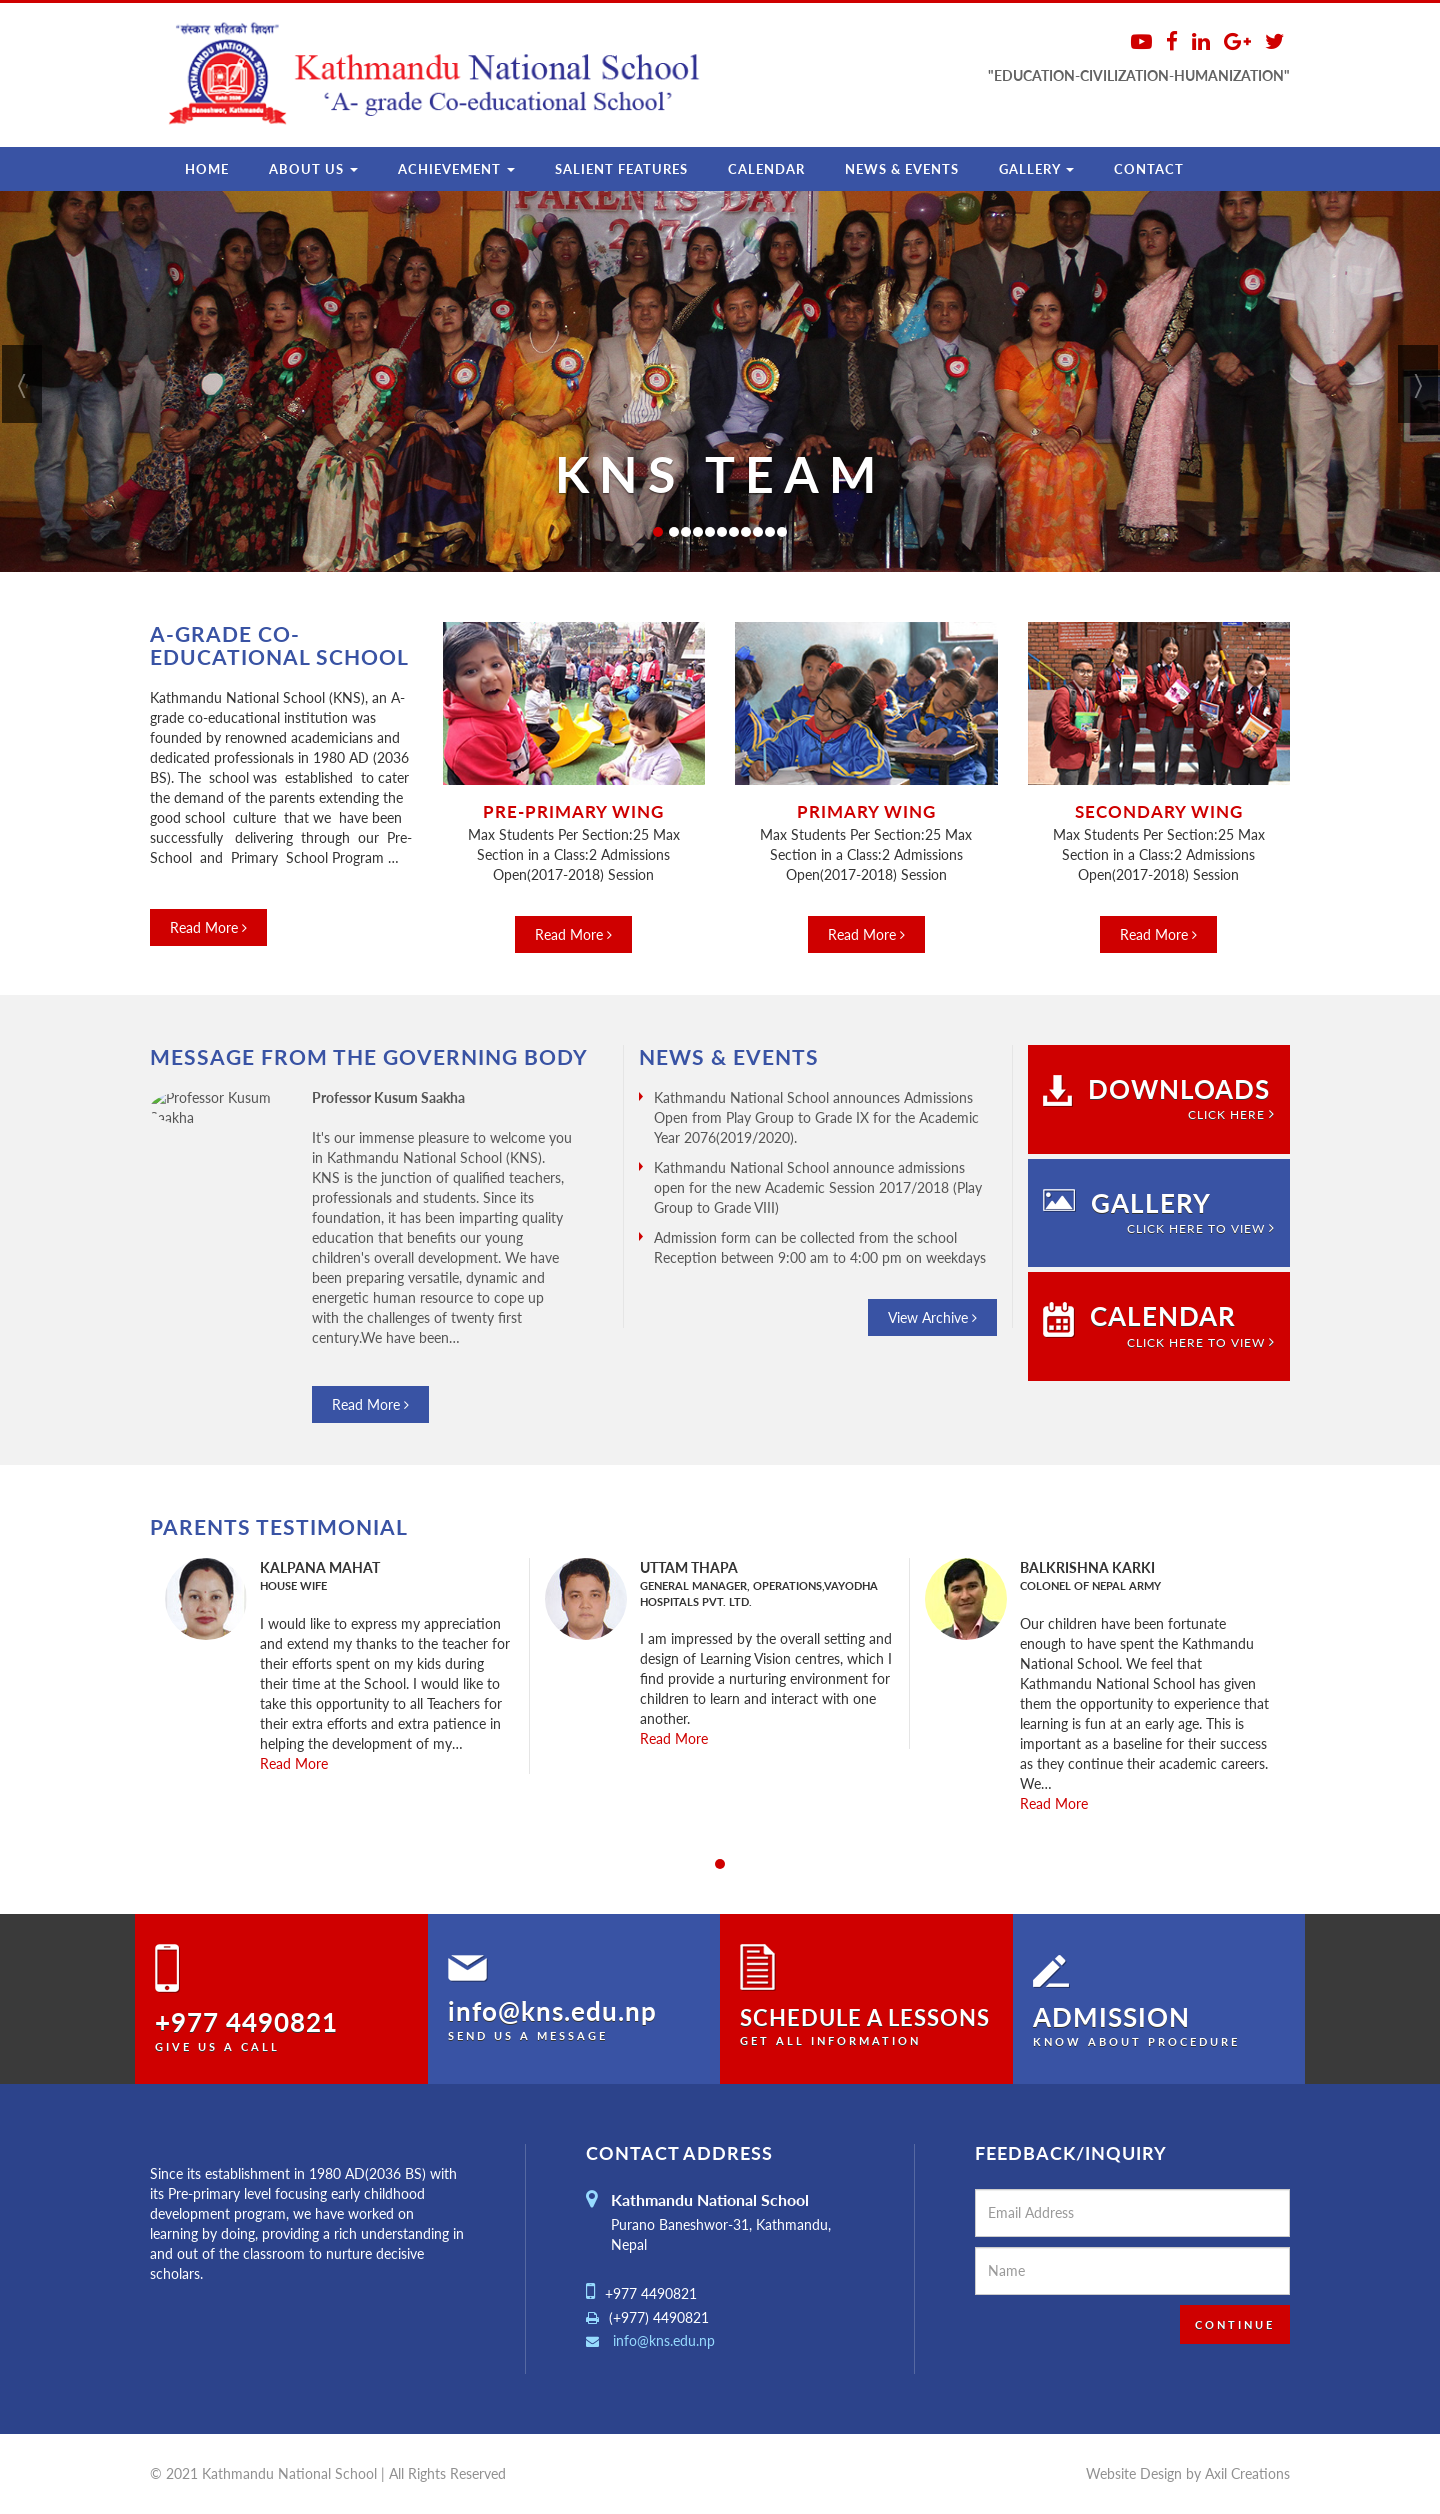 "संस्कार सहितको शिक्षा"
KATHMANDU NATIONAL SCHOOL
Baneshwor, Kathmandu
Kathmandu National School
‘A- grade Co-educational School’
"EDUCATION-CIVILIZATION-HUMANIZATION"
HOME ABOUT US ACHIEVEMENT SALIENT FEATURES CALENDAR NEWS & EVENTS GALLERY CONTACT
PARENTS DAY
KNS TEAM
A-GRADE CO-
EDUCATIONAL SCHOOL
Kathmandu National School (KNS), an A-
grade co-educational institution was
founded by renowned academicians and
dedicated professionals in 1980 AD (2036
BS). The school was established to cater
the demand of the parents extending the
good school culture that we have been
successfully delivering through our Pre-
School and Primary School Program ...
Read More
PRE-PRIMARY WING
Max Students Per Section:25 Max
Section in a Class:2 Admissions
Open(2017-2018) Session
Read More
PRIMARY WING
Max Students Per Section:25 Max
Section in a Class:2 Admissions
Open(2017-2018) Session
Read More
SECONDARY WING
Max Students Per Section:25 Max
Section in a Class:2 Admissions
Open(2017-2018) Session
Read More
MESSAGE FROM THE GOVERNING BODY
Professor Kusum
Saakha
Professor Kusum Saakha
It's our immense pleasure to welcome you
in Kathmandu National School (KNS).
KNS is the junction of qualified teachers,
professionals and students. Since its
foundation, it has been imparting quality
education that benefits our young
children's overall development. We have
been preparing versatile, dynamic and
energetic human resource to cope up
with the challenges of twenty first
century.We have been...
Read More
NEWS & EVENTS
Kathmandu National School announces Admissions
Open from Play Group to Grade IX for the Academic
Year 2076(2019/2020).
Kathmandu National School announce admissions
open for the new Academic Session 2017/2018 (Play
Group to Grade VIII)
Admission form can be collected from the school
Reception between 9:00 am to 4:00 pm on weekdays
View Archive
DOWNLOADS
CLICK HERE
GALLERY
CLICK HERE TO VIEW
CALENDAR
CLICK HERE TO VIEW
PARENTS TESTIMONIAL
KALPANA MAHAT
HOUSE WIFE
I would like to express my appreciation
and extend my thanks to the teacher for
their efforts spent on my kids during
their time at the School. I would like to
take this opportunity to all Teachers for
their extra efforts and extra patience in
helping the development of my...
Read More
UTTAM THAPA
GENERAL MANAGER, OPERATIONS,VAYODHA
HOSPITALS PVT. LTD.
I am impressed by the overall setting and
design of Learning Vision centres, which I
find provide a nurturing environment for
children to learn and interact with one
another.
Read More
BALKRISHNA KARKI
COLONEL OF NEPAL ARMY
Our children have been fortunate
enough to have spent the Kathmandu
National School. We feel that
Kathmandu National School has given
them the opportunity to experience that
learning is fun at an early age. This is
important as a baseline for their success
as they continue their academic careers.
We...
Read More
+977 4490821
GIVE US A CALL
info@kns.edu.np
SEND US A MESSAGE
SCHEDULE A LESSONS
GET ALL INFORMATION
ADMISSION
KNOW ABOUT PROCEDURE
Since its establishment in 1980 AD(2036 BS) with
its Pre-primary level focusing early childhood
development program, we have worked on
learning by doing, providing a rich understanding in
and out of the classroom to nurture decisive
scholars.
CONTACT ADDRESS
Kathmandu National School
Purano Baneshwor-31, Kathmandu,
Nepal
+977 4490821
(+977) 4490821
info@kns.edu.np
FEEDBACK/INQUIRY
Email Address
Name
CONTINUE
© 2021 Kathmandu National School | All Rights Reserved
Website Design by Axil Creations